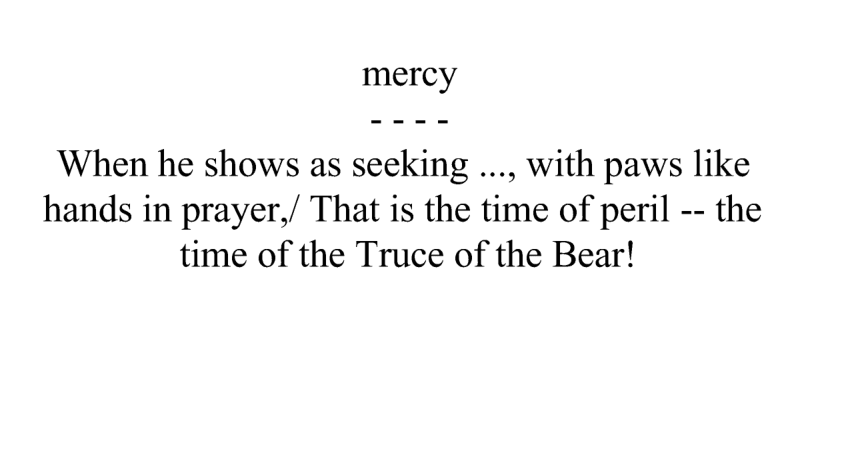 mercy
- - - -
When he shows as seeking ..., with paws like
hands in prayer,/ That is the time of peril -- the
time of the Truce of the Bear!